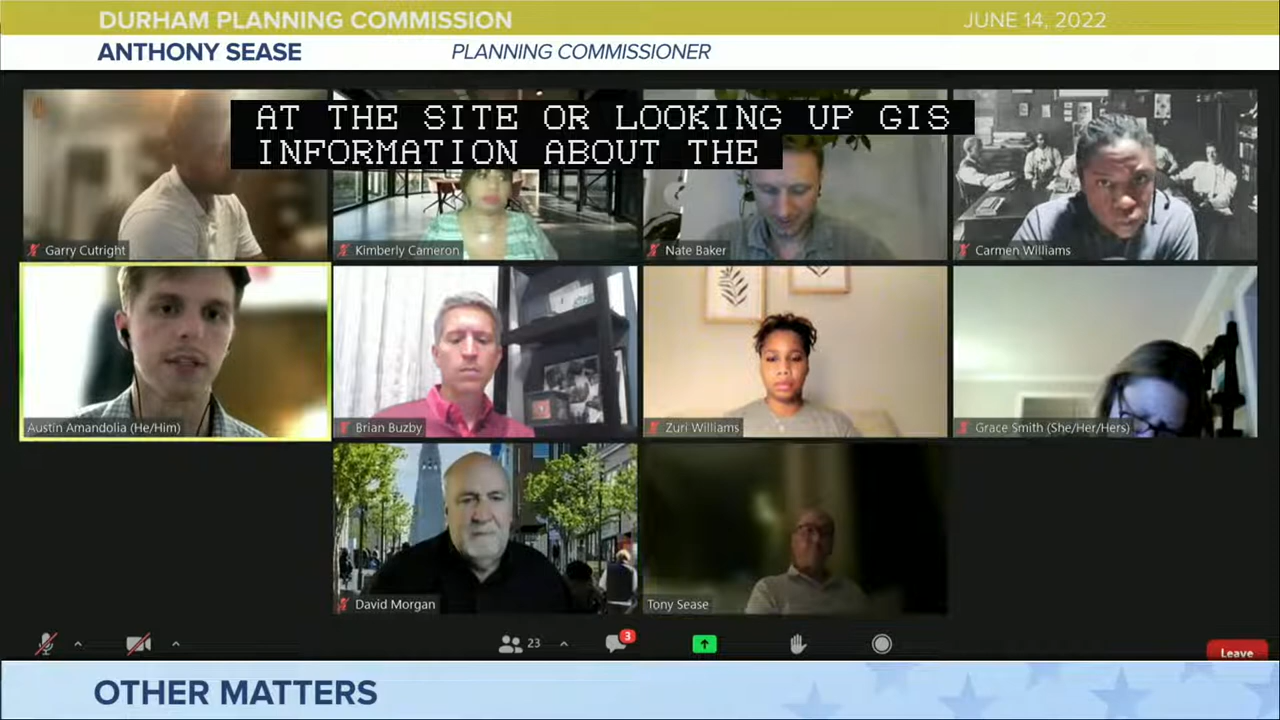 DURHAM PLANNING COMMISSION
JUNE 14, 2022
ANTHONY SEASE
PLANNING COMMISSIONER
AT THE SITE OR LOOKING UP GIS
INFORMATION ABOUT THE
Garry Cutright
Kimberly Cameron
Nate Baker
Carmen Williams
Austin Amandolia (He/Him)
Brian Buzby
Zuri Williams
Grace Smith (She/Her/Hers)
David Morgan
Tony Sease
23
3
Leave
OTHER MATTERS